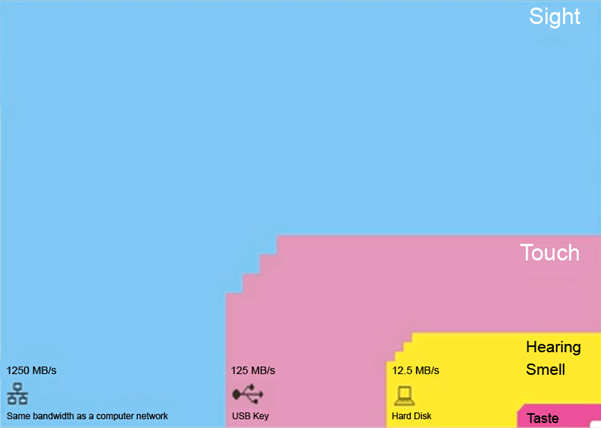 Sight
Touch
Hearing
Smell
1250 MB/s
125 MB/s
12.5 MB/s
Same bandwidth as a computer network
USB Key
Hard Disk
Taste